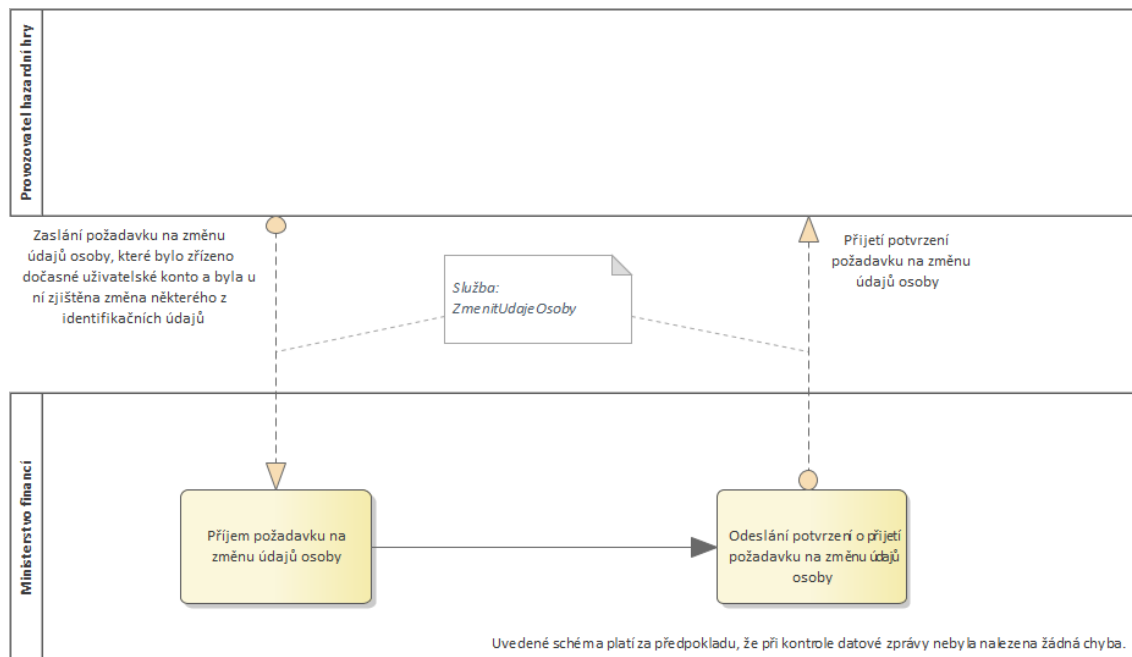 Provozovatel hazardní hry
Zaslání požadavku na změnu
údajů osoby, které bylo zřízeno
dočasné uživatelské konto a byla u
ní zjištěna změna některého z
identifikačních údajů
Služba:
ZmenitUdajeOsoby
Přijetí potvrzení
požadavku na změnu
údajů osoby
Ministerstvo financí
Příjem požadavku na
změnu údajů osoby
Odeslání potvrzení o přijetí
požadavku na změnu údajů
osoby
Uvedené schéma platí za předpokladu, že při kontrole datové zprávy nebyla nalezena žádná chyba.